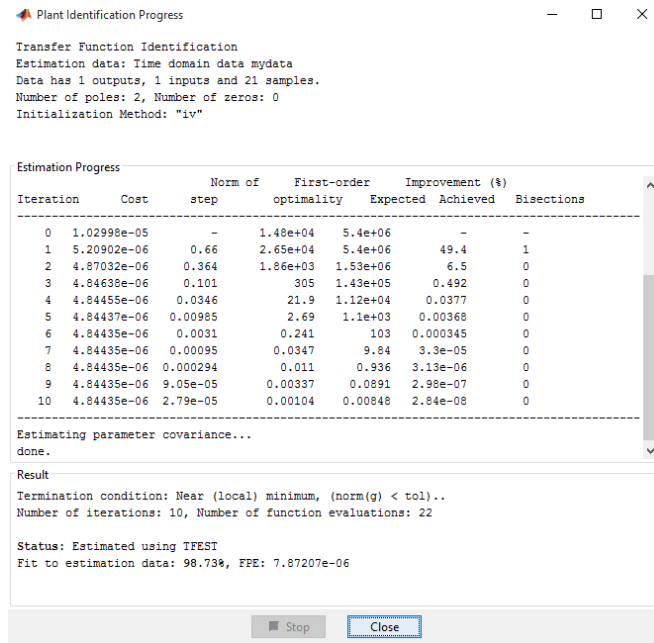 Plant Identification Progress
Transfer Function Identification
Estimation data: Time domain data mydata
Data has 1 outputs, 1 inputs and 21 samples.
Number of poles: 2, Number of zeros: 0
Initialization Method: "iv"
Estimation Progress
Norm of First-order Improvement (%)
Iteration Cost step optimality Expected Achieved Bisections
--------------------------------------------------------------------------------
0 1.02998e-05 - 1.48e+04 5.4e+06 - -
1 5.20902e-06 0.66 2.65e+04 5.4e+06 49.4 1
2 4.87032e-06 0.364 1.86e+03 1.53e+06 6.5 0
3 4.84638e-06 0.101 305 1.43e+05 0.492 0
4 4.84455e-06 0.0346 21.9 1.12e+04 0.0377 0
5 4.84437e-06 0.00985 2.69 1.1e+03 0.00368 0
6 4.84435e-06 0.0031 0.241 103 0.000345 0
7 4.84435e-06 0.00095 0.0347 9.84 3.3e-05 0
8 4.84435e-06 0.000294 0.011 0.936 3.13e-06 0
9 4.84435e-06 9.05e-05 0.00337 0.0891 2.98e-07 0
10 4.84435e-06 2.79e-05 0.00104 0.00848 2.84e-08 0
--------------------------------------------------------------------------------
Estimating parameter covariance...
done.
Result
Termination condition: Near (local) minimum, (norm(g) < tol)..
Number of iterations: 10, Number of function evaluations: 22
Status: Estimated using TFEST
Fit to estimation data: 98.73%, FPE: 7.87207e-06
Stop Close